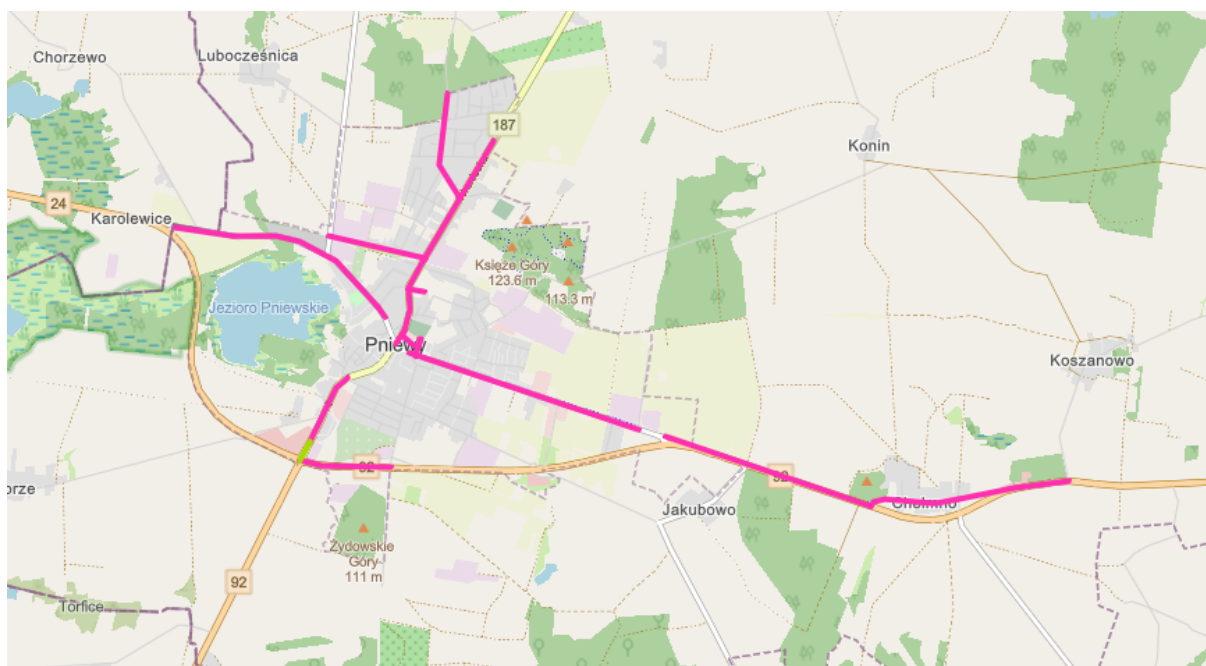 Chorzewo
Lubocześnica
187
Konin
24
Karolewice
Księże Góry
123.6 m
113.3 m
Jezioro Pniewskie
Pniewy
Koszanowo
92
92
Chełmno
orze
Jakubowo
Żydowskie
Góry
111 m
92
Torfice